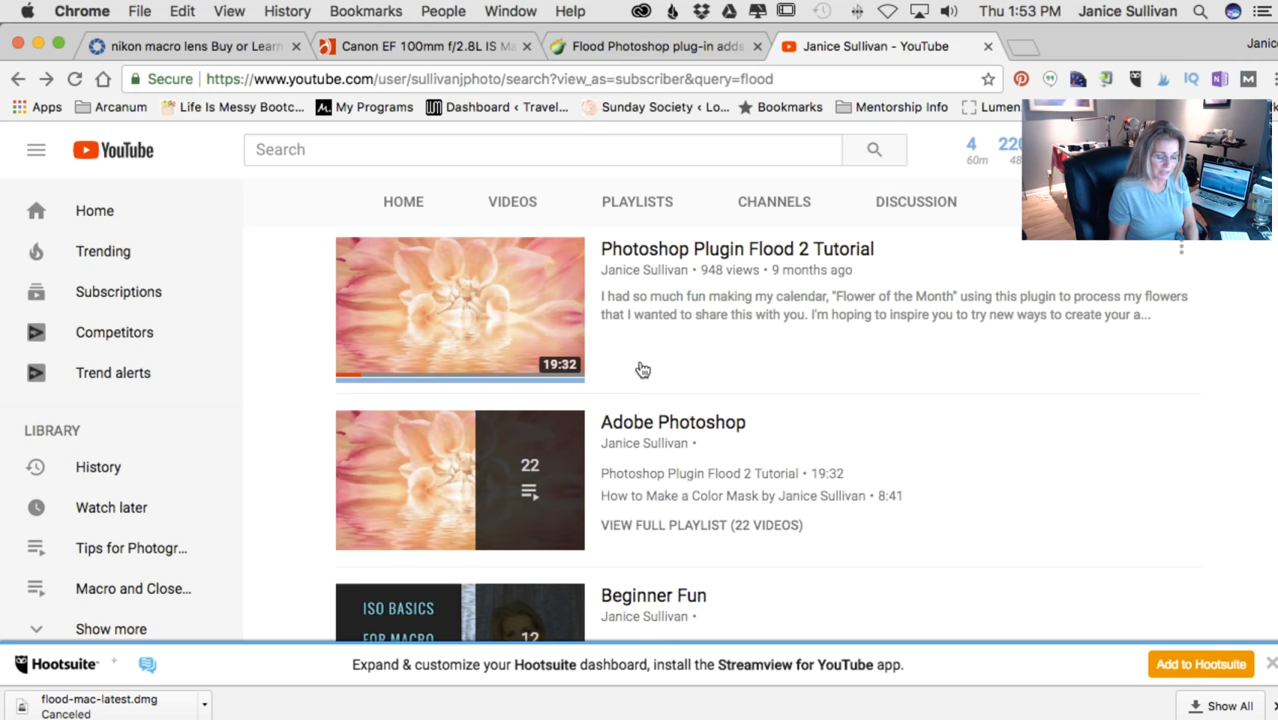 Chrome File Edit View History Bookmarks People Window Help Thu 1:53 PM Janice Sullivan
nikon macro lens Buy or Learn
Canon EF 100mm f/2.8L IS Ma
Flood Photoshop plug-in adds
Janice Sullivan - YouTube
Janic
Secure https://www.youtube.com/user/sullivanjphoto/search?view_as=subscriber&query=flood
Apps Arcanum Life Is Messy Bootc... My Programs Dashboard ‹ Travel... Sunday Society ‹ Lo... Bookmarks Mentorship Info Lumen
YouTube
Search
4 220
60m 48
HOME VIDEOS PLAYLISTS CHANNELS DISCUSSION
Home
Trending
Subscriptions
Competitors
Trend alerts
LIBRARY
History
Watch later
Tips for Photogr...
Macro and Close...
Show more
19:32
Photoshop Plugin Flood 2 Tutorial
Janice Sullivan • 948 views • 9 months ago
I had so much fun making my calendar, "Flower of the Month" using this plugin to process my flowers
that I wanted to share this with you. I'm hoping to inspire you to try new ways to create your a...
22
Adobe Photoshop
Janice Sullivan •
Photoshop Plugin Flood 2 Tutorial • 19:32
How to Make a Color Mask by Janice Sullivan • 8:41
VIEW FULL PLAYLIST (22 VIDEOS)
ISO BASICS
FOR MACRO
12
Beginner Fun
Janice Sullivan •
Hootsuite
Expand & customize your Hootsuite dashboard, install the Streamview for YouTube app.
Add to Hootsuite
flood-mac-latest.dmg
Canceled
Show All